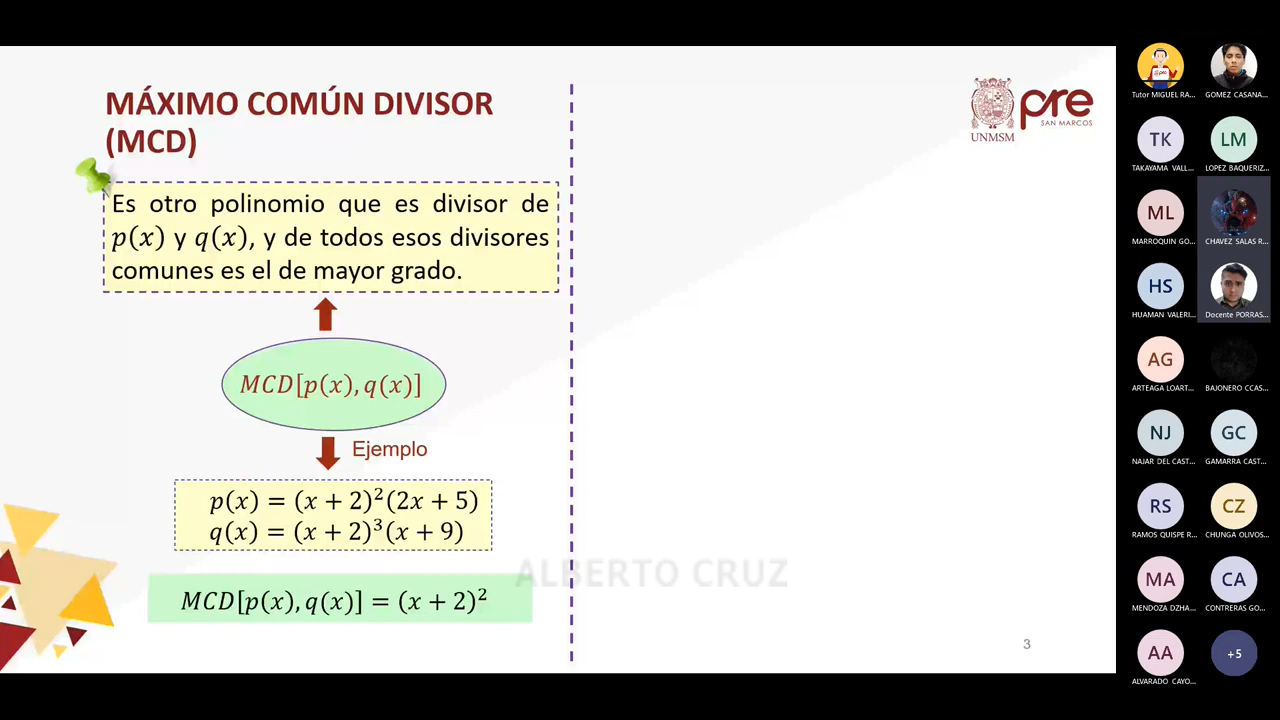 MÁXIMO COMÚN DIVISOR
(MCD)
Es otro polinomio que es divisor de
p(x) y q(x), y de todos esos divisores
comunes es el de mayor grado.
MCD[p(x), q(x)]
Ejemplo
p(x) = (x + 2)²(2x + 5)
q(x) = (x + 2)³(x + 9)
MCD[p(x), q(x)] = (x + 2)²
UNMSM
pre
SAN MARCOS
ALBERTO CRUZ
3
Tutor MIGUEL RA...
GOMEZ CASANA...
TK
LM
TAKAYAMA VALL...
LOPEZ BAQUERIZ...
ML
MARROQUIN GO...
CHAVEZ SALAS R...
HS
HUAMAN VALERI...
Docente PORRAS...
AG
ARTEAGA LOART...
BAJONERO CCAS...
NJ
GC
NAJAR DEL CAST...
GAMARRA CAST...
RS
CZ
RAMOS QUISPE R...
CHUNGA OLIVOS...
MA
CA
MENDOZA DZHA...
CONTRERAS GO...
AA
+5
ALVARADO CAYO...